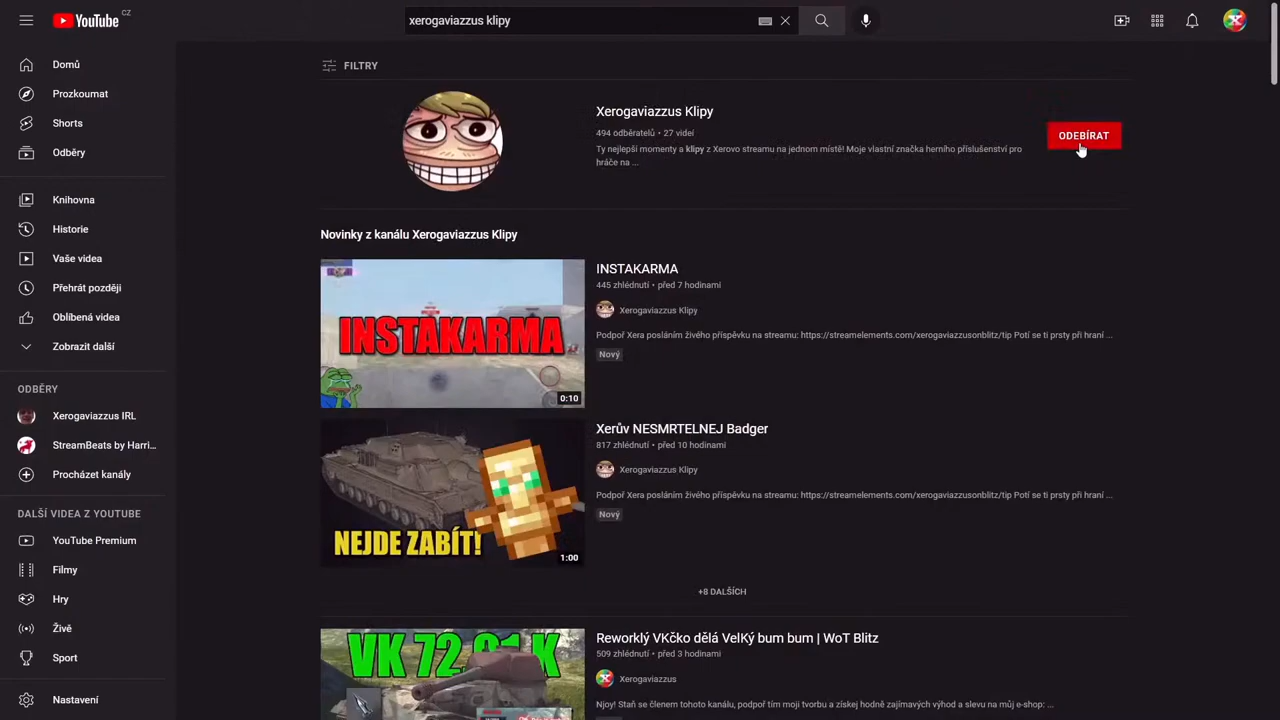 YouTube CZ
xerogaviazzus klipy
Domů
Prozkoumat
Shorts
Odběry
Knihovna
Historie
Vaše videa
Přehrát později
Oblíbená videa
Zobrazit další
ODBĚRY
Xerogaviazzus IRL
StreamBeats by Harri...
Procházet kanály
DALŠÍ VIDEA Z YOUTUBE
YouTube Premium
Filmy
Hry
Živě
Sport
Nastavení
FILTRY
Xerogaviazzus Klipy
494 odběratelů • 27 videí
Ty nejlepší momenty a klipy z Xerovo streamu na jednom místě! Moje vlastní značka herního příslušenství pro
hráče na ...
ODEBÍRAT
Novinky z kanálu Xerogaviazzus Klipy
INSTAKARMA
0:10
INSTAKARMA
445 zhlédnutí • před 7 hodinami
Xerogaviazzus Klipy
Podpoř Xera posláním živého příspěvku na streamu: https://streamelements.com/xerogaviazzusonblitz/tip Potí se ti prsty při hraní ...
Nový
NEJDE ZABÍT!
1:00
Xerův NESMRTELNEJ Badger
817 zhlédnutí • před 10 hodinami
Xerogaviazzus Klipy
Podpoř Xera posláním živého příspěvku na streamu: https://streamelements.com/xerogaviazzusonblitz/tip Potí se ti prsty při hraní ...
Nový
+8 DALŠÍCH
VK 72.01 K
Reworklý VKčko dělá VelKý bum bum | WoT Blitz
509 zhlédnutí • před 3 hodinami
Xerogaviazzus
Njoy! Staň se členem tohoto kanálu, podpoř tím moji tvorbu a získej hodně zajímavých výhod a slevu na můj e-shop: ...